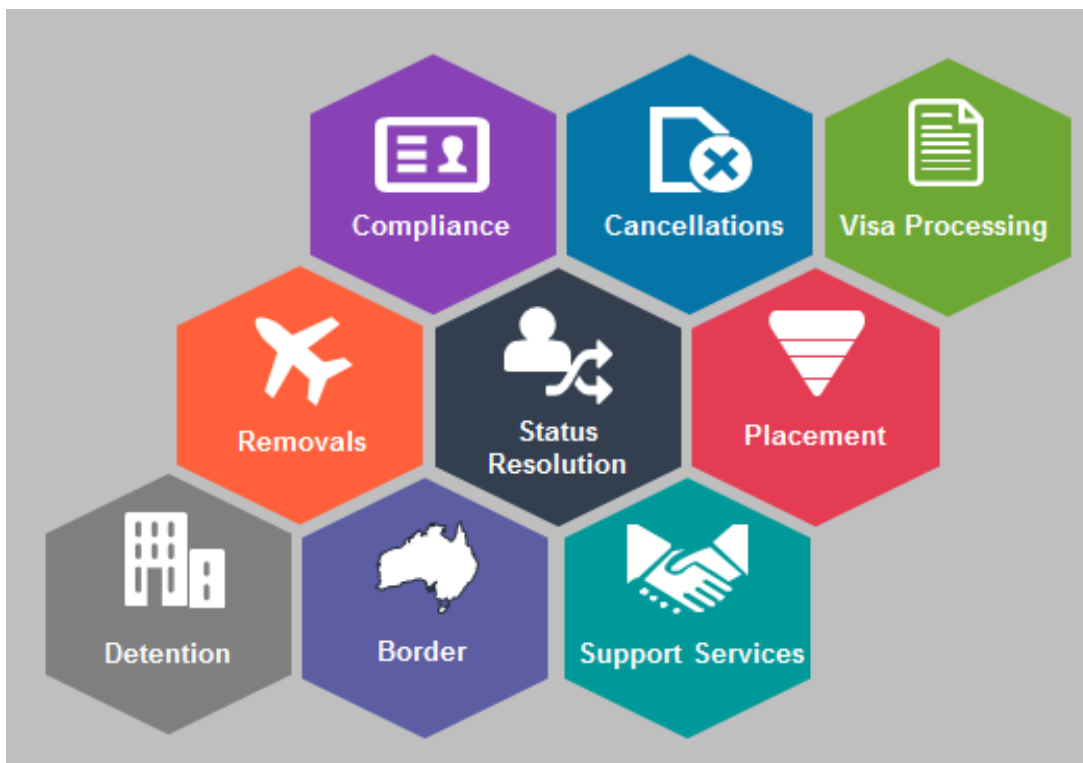 Compliance
Cancellations
Visa Processing
Removals
Status
Resolution
Placement
Detention
Border
Support Services